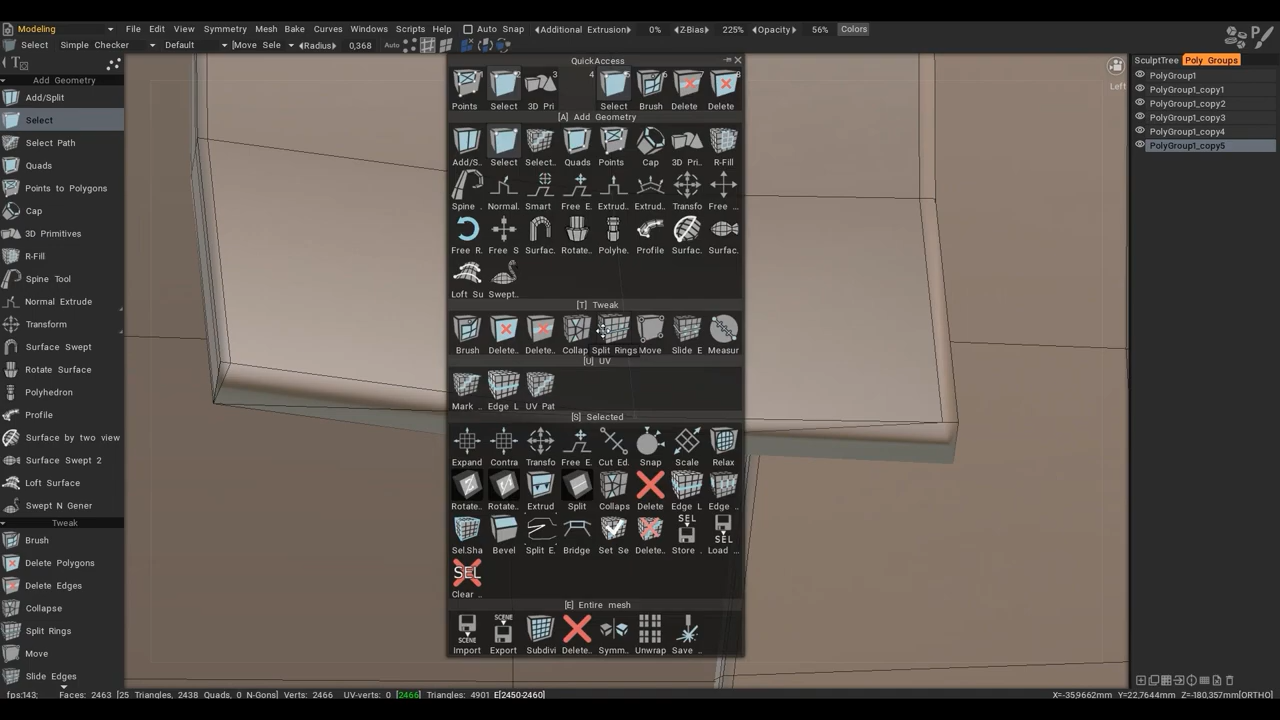 Modeling File Edit View Symmetry Mesh Bake Curves Windows Scripts Help Auto Snap Additional Extrusion 0% Z-Bias 225% Opacity 56% Colors
Select Simple Checker Default [Move Sele Radius 0,368 Auto
QuickAccess
1 2 3 4 6 8
Points Select 3D Pri Select Brush Delete Delete
[A] Add Geometry
Add/S.. Select Select.. Quads Points Cap 3D Pri.. R-Fill
Spine . Normal. Smart Free E. Extrud.. Extrud.. Transfo Free ...
Free R. Free S Surfac. Rotate.. Polyhe. Profile Surfac. Surfac.
Loft Su Swept..
[T] Tweak
Brush Delete.. Delete.. Collap Split Rings Move Slide E Measur
[U] UV
Mark .. Edge L UV Pat
[S] Selected
Expand Contra Transfo Free E. Cut Ed. Snap Scale Relax
Rotate.. Rotate.. Extrud Split Collaps Delete Edge L Edge .
SEL SEL
Sel.Sha Bevel Split E. Bridge Set Se Delete.. Store . Load ...
SEL
Clear ..
[E] Entire mesh
SCENE SCENE
Import Export Subdivi Delete.. Symm.. Unwrap Save ..
Add Geometry
Add/Split
Select
Select Path
Quads
Points to Polygons
Cap
3D Primitives
R-Fill
Spine Tool
Normal Extrude
Transform
Surface Swept
Rotate Surface
Polyhedron
Profile
Surface by two view
Surface Swept 2
Loft Surface
Swept N Gener
Tweak
Brush
Delete Polygons
Delete Edges
Collapse
Split Rings
Move
Slide Edges
Left
SculptTree Poly Groups
PolyGroup1
PolyGroup1_copy1
PolyGroup1_copy2
PolyGroup1_copy3
PolyGroup1_copy4
PolyGroup1_copy5
fps:143; Faces: 2463 [25 Triangles, 2438 Quads, 0 N-Gons] Verts: 2466 UV-verts: 0 [2466] Triangles: 4901 E[2450-2460] X=-35,9662mm Y=22,7644mm Z=-180,357mm[ORTHO]